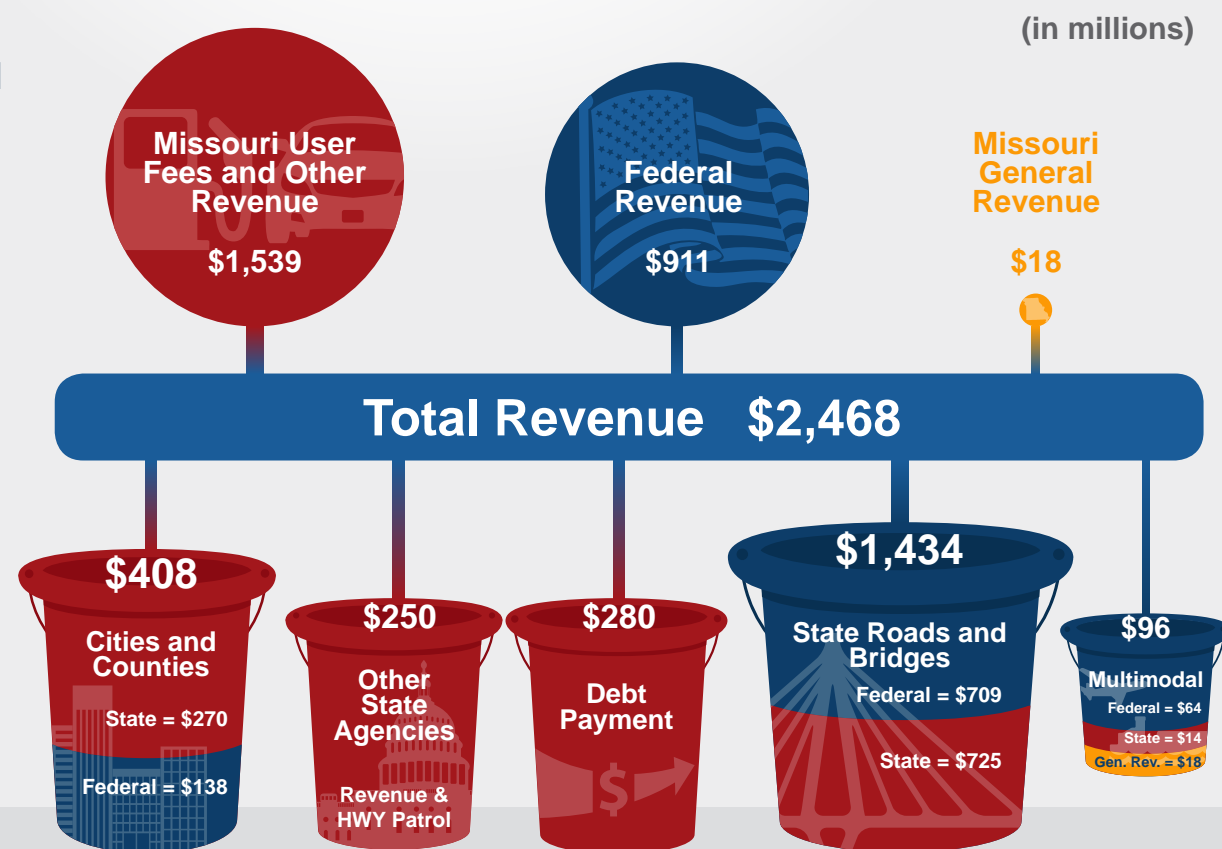 (in millions)
Missouri User
Fees and Other
Revenue
$1,539
Federal
Revenue
$911
Missouri
General
Revenue
$18
Total Revenue $2,468
$408
Cities and
Counties
State = $270
Federal = $138
$250
Other
State
Agencies
Revenue &
HWY Patrol
$280
Debt
Payment
$
$1,434
State Roads and
Bridges
Federal = $709
State = $725
$96
Multimodal
Federal = $64
State = $14
Gen. Rev. = $18